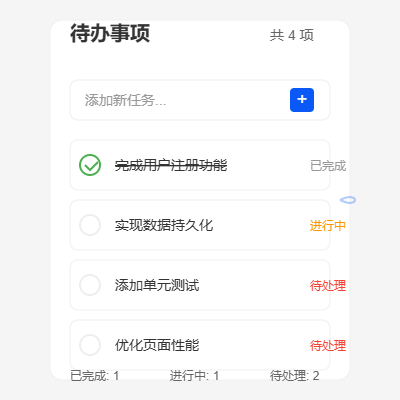 待办事项
共 4 项
添加新任务...
+
完成用户注册功能
已完成
实现数据持久化
进行中
添加单元测试
待处理
优化页面性能
待处理
已完成: 1
进行中: 1
待处理: 2